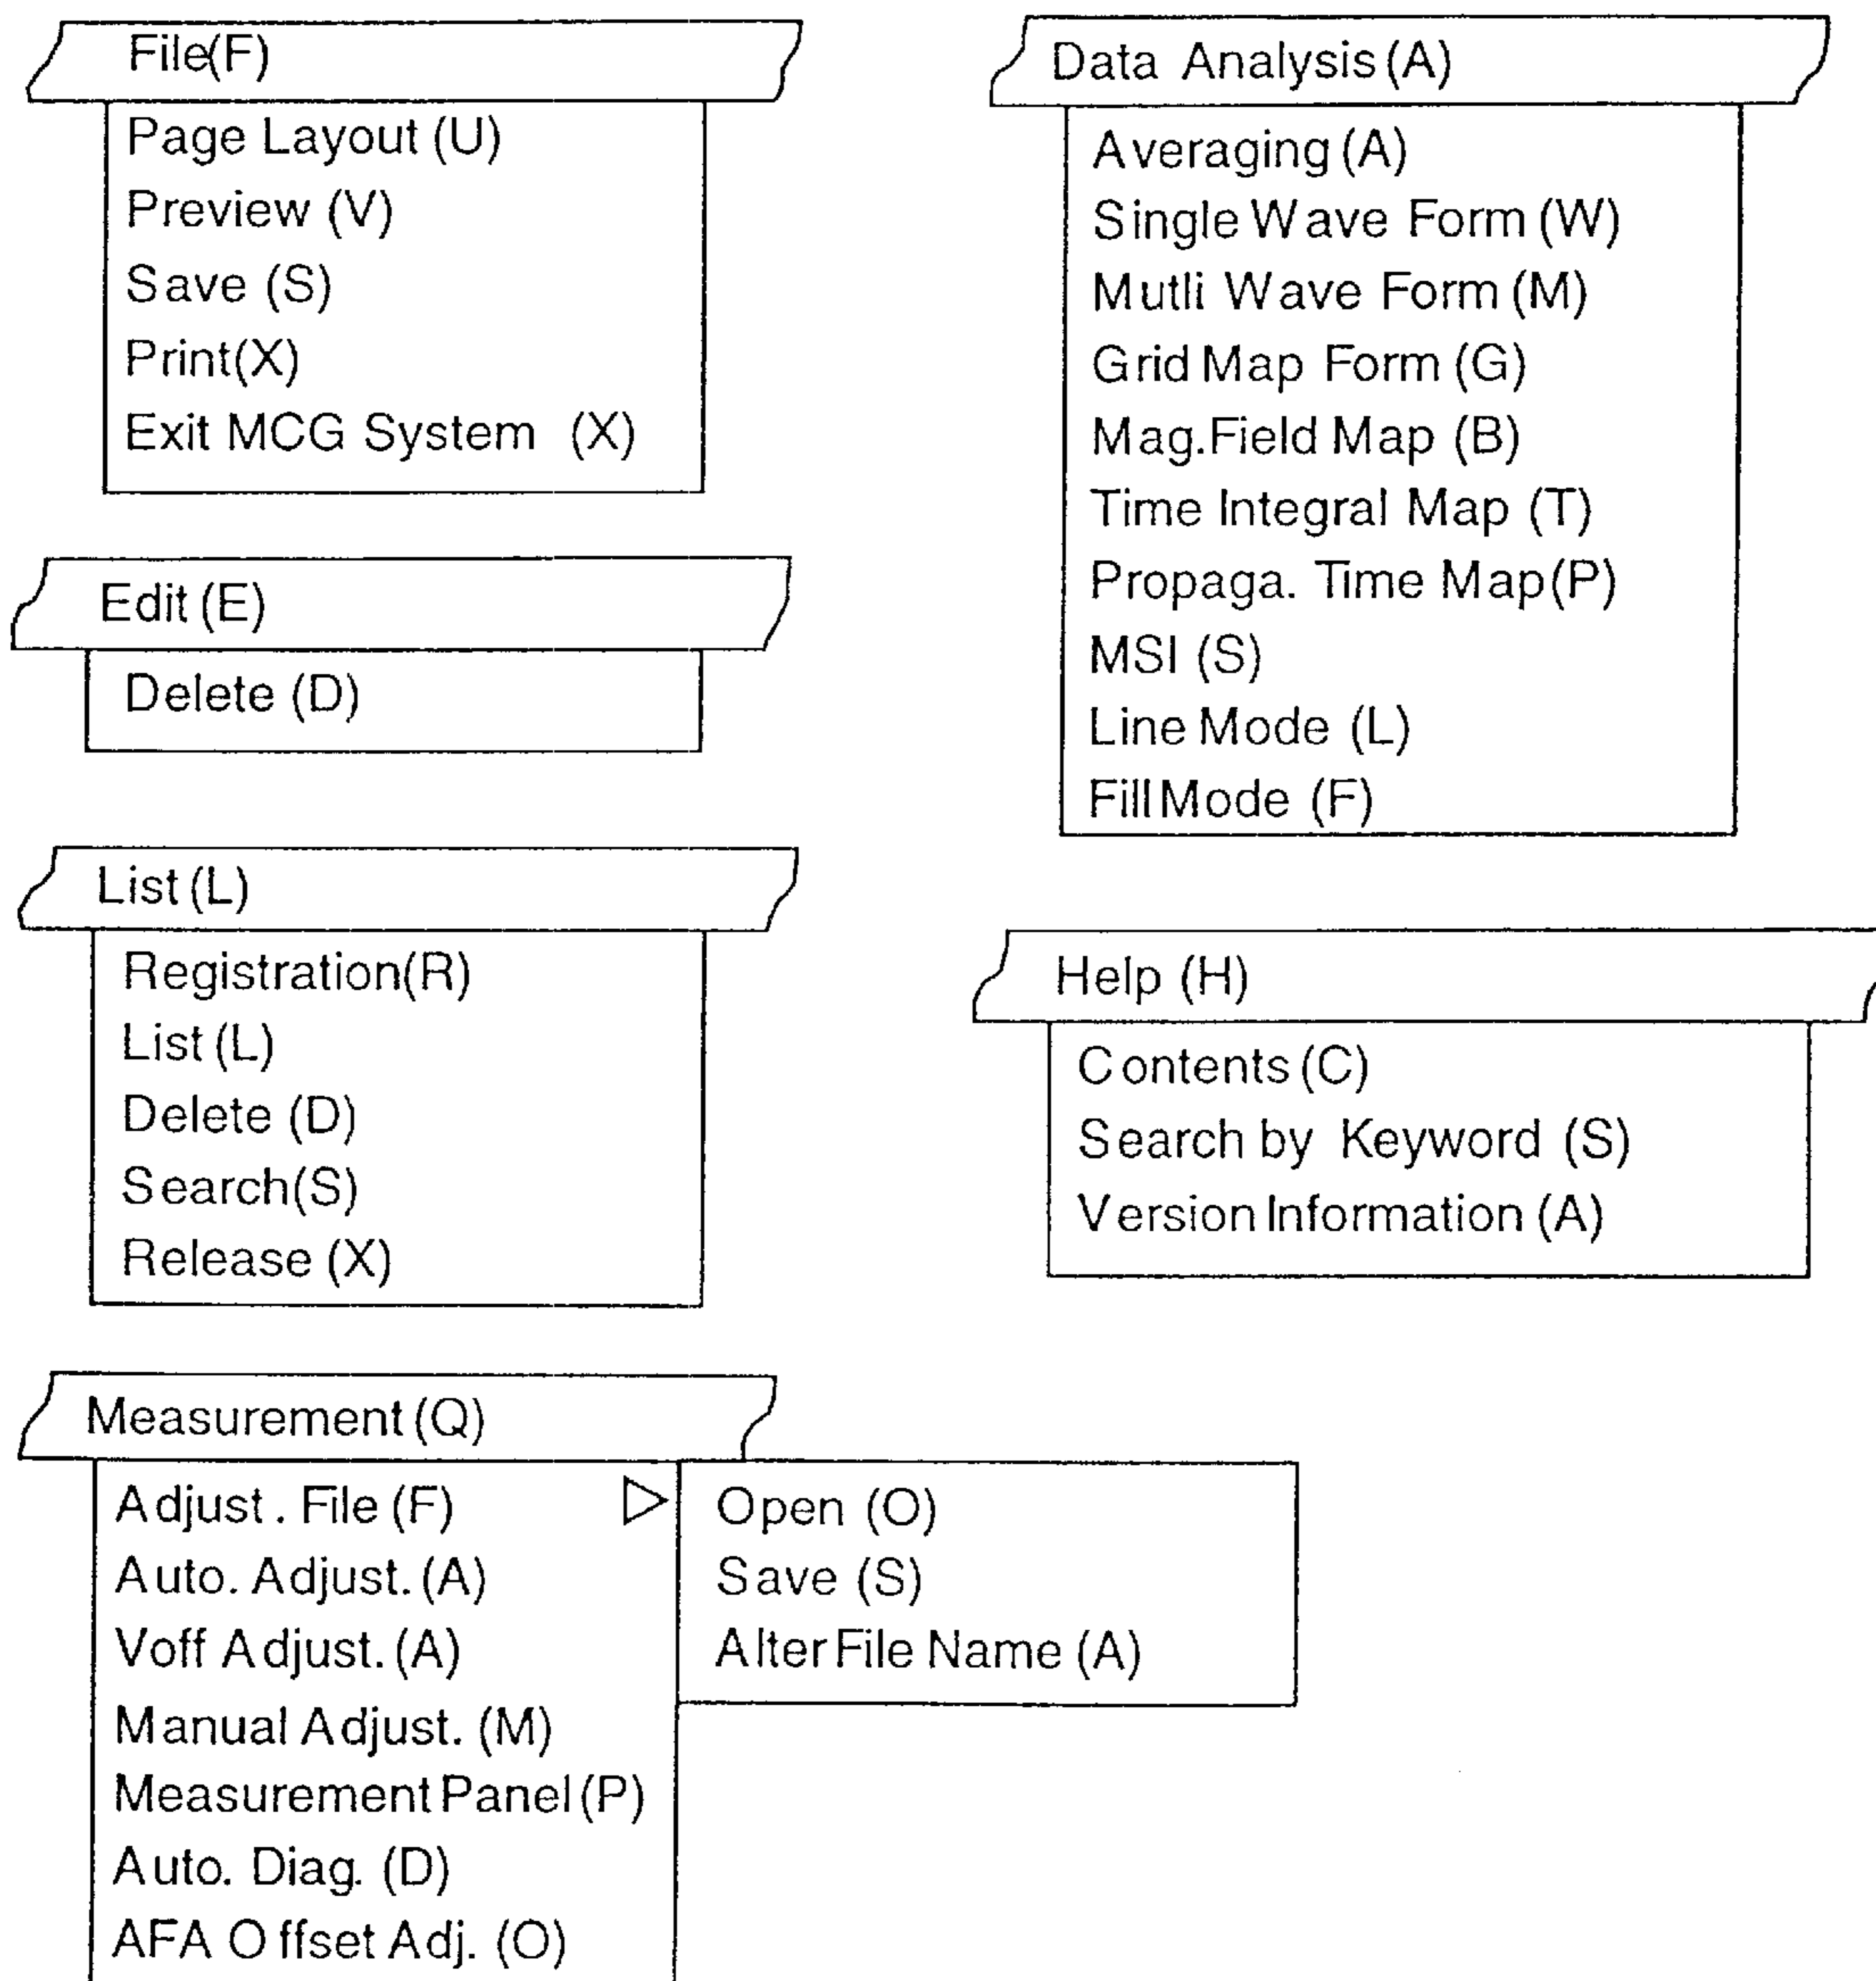 File(F)
Page Layout (U)
Preview (V)
Save (S)
Print(X)
Exit MCG System (X)
Edit (E)
Delete (D)
List (L)
Registration(R)
List (L)
Delete (D)
Search(S)
Release (X)
Measurement (Q)
Adjust. File (F)
Auto. Adjust. (A)
Voff Adjust. (A)
Manual Adjust. (M)
Measurement Panel (P)
Auto. Diag. (D)
AFA Offset Adj. (O)
Open (O)
Save (S)
Alter File Name (A)
Data Analysis (A)
Averaging (A)
Single Wave Form (W)
Mutli Wave Form (M)
Grid Map Form (G)
Mag.Field Map (B)
Time Integral Map (T)
Propaga. Time Map(P)
MSI (S)
Line Mode (L)
Fill Mode (F)
Help (H)
Contents (C)
Search by Keyword (S)
Version Information (A)